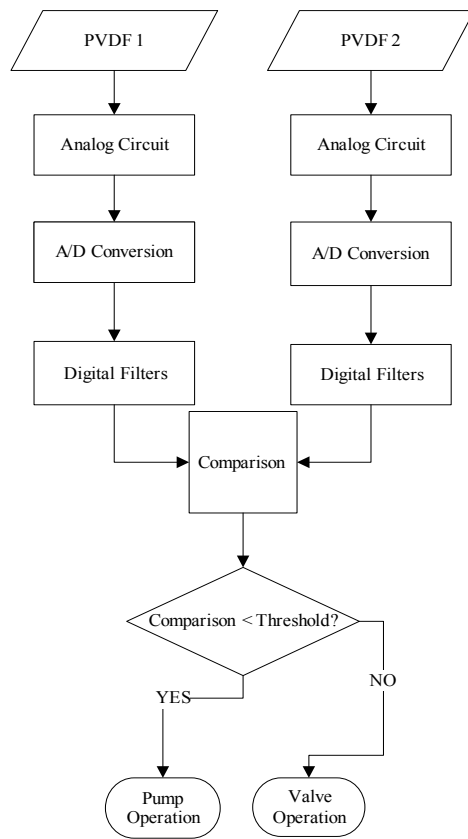 PVDF 1
PVDF 2
Analog Circuit
Analog Circuit
A/D Conversion
A/D Conversion
Digital Filters
Digital Filters
Comparison
Comparison < Threshold?
YES
NO
Pump
Operation
Valve
Operation